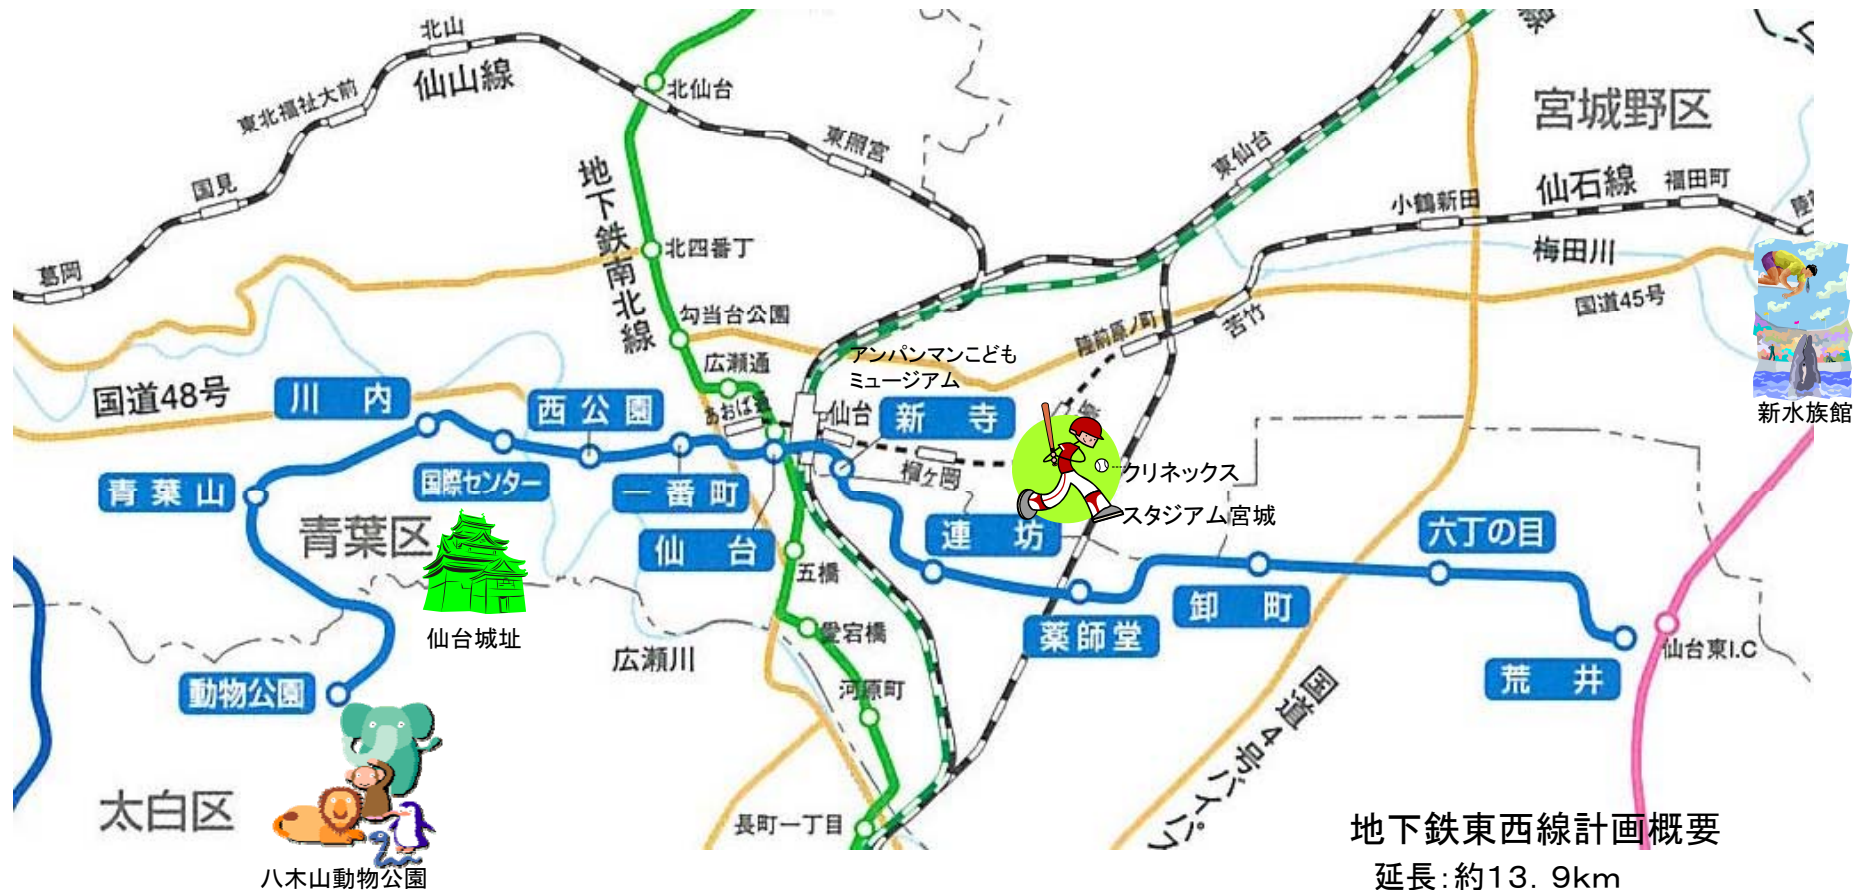 北山
仙山線
東北福祉大前
国見
葛岡
北仙台
東照宮
地下鉄南北線
北四番丁
勾当台公園
広瀬通
あおば
仙台
アンパンマンこども
ミュージアム
東仙台
宮城野区
仙石線
小鶴新田
福田町
梅田川
国道45号
陸前原ノ町
苦竹
新水族館
国道48号
川内
西公園
新寺
榴ヶ岡
クリネックス
スタジアム宮城
青葉山
国際センター
一番町
仙台
連坊
六丁の目
青葉区
仙台城址
五橋
愛宕橋
広瀬川
河原町
薬師堂
卸町
荒井
仙台東I.C
動物公園
太白区
八木山動物公園
長町一丁目
国道4号バイパス
地下鉄東西線計画概要
延長:約13.9km